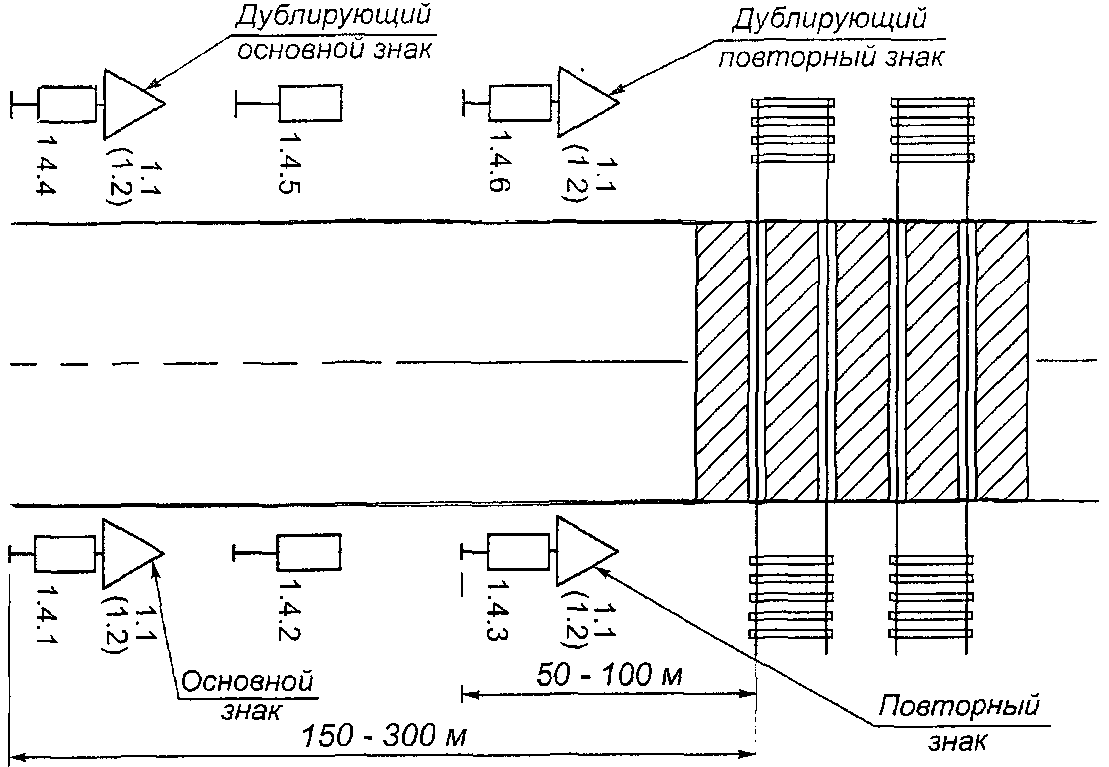 Дублирующий
основной знак
Дублирующий
повторный знак
1.4.4
1.1
(1.2)
1.4.5
1.4.6
1.1
(1.2)
1.4.1
1.1
(1.2)
1.4.2
1.4.3
1.1
(1.2)
Основной
знак
50 - 100 м
Повторный
знак
150 - 300 м